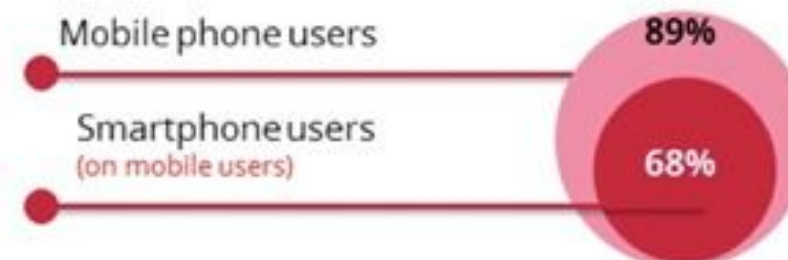 Mobile phone users
89%
Smartphone users
(on mobile users)
68%